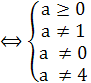 ⇔ { a ≥ 0
a ≠ 1
a ≠ 0
a ≠ 4